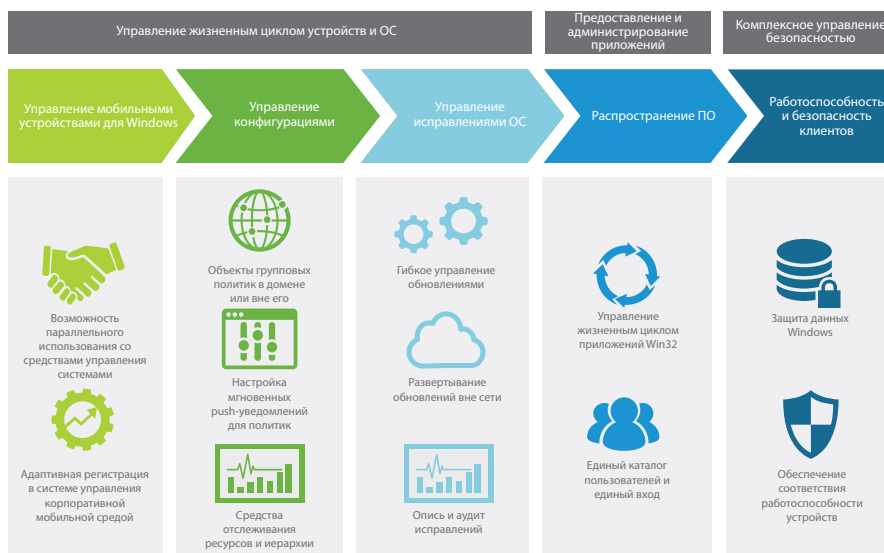 Управление жизненным циклом устройств и ОС
Предоставление и
администрирование
приложений
Комплексное управление
безопасностью
Управление мобильными
устройствами для Windows
Управление
конфигурациями
Управление
исправлениями ОС
Распространение ПО
Работоспособность
и безопасность
клиентов
Возможность
параллельного
использования со
средствами управления
системами
Адаптивная регистрация
в системе управления
корпоративной
мобильной средой
Объекты групповых
политик в домене
или вне его
Настройка
мгновенных
push-уведомлений
для политик
Средства
отслеживания
ресурсов и иерархии
Гибкое управление
обновлениями
Развертывание
обновлений вне сети
Опись и аудит
исправлений
Управление
жизненным циклом
приложений Win32
Единый каталог
пользователей и
единый вход
Защита данных
Windows
Обеспечение
соответствия
работоспособности
устройств